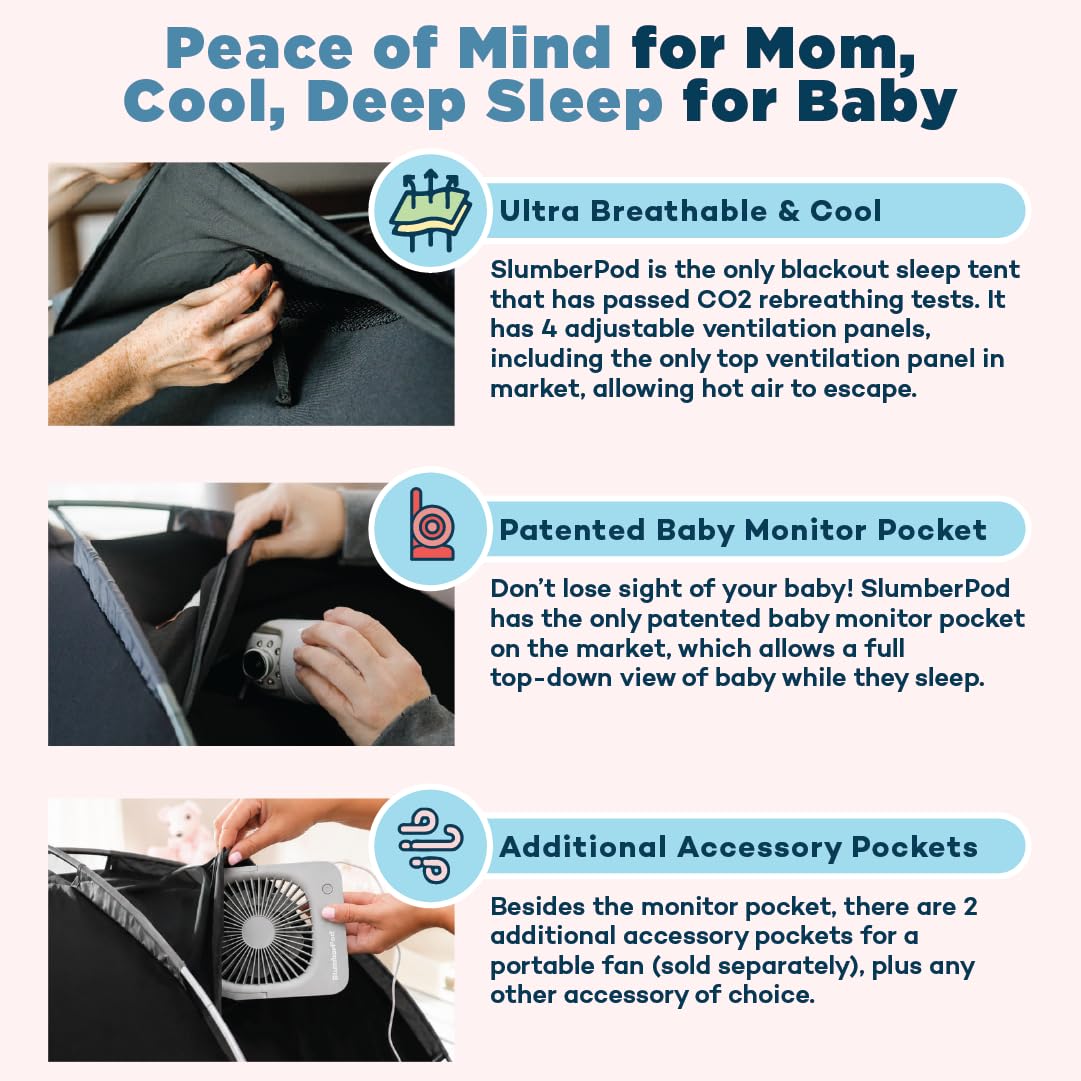 Peace of Mind for Mom,
Cool, Deep Sleep for Baby
Ultra Breathable & Cool
SlumberPod is the only blackout sleep tent
that has passed CO2 rebreathing tests. It
has 4 adjustable ventilation panels,
including the only top ventilation panel in
market, allowing hot air to escape.
Patented Baby Monitor Pocket
Don't lose sight of your baby! SlumberPod
has the only patented baby monitor pocket
on the market, which allows a full
top-down view of baby while they sleep.
Additional Accessory Pockets
Besides the monitor pocket, there are 2
additional accessory pockets for a
portable fan (sold separately), plus any
other accessory of choice.
SlumberPod